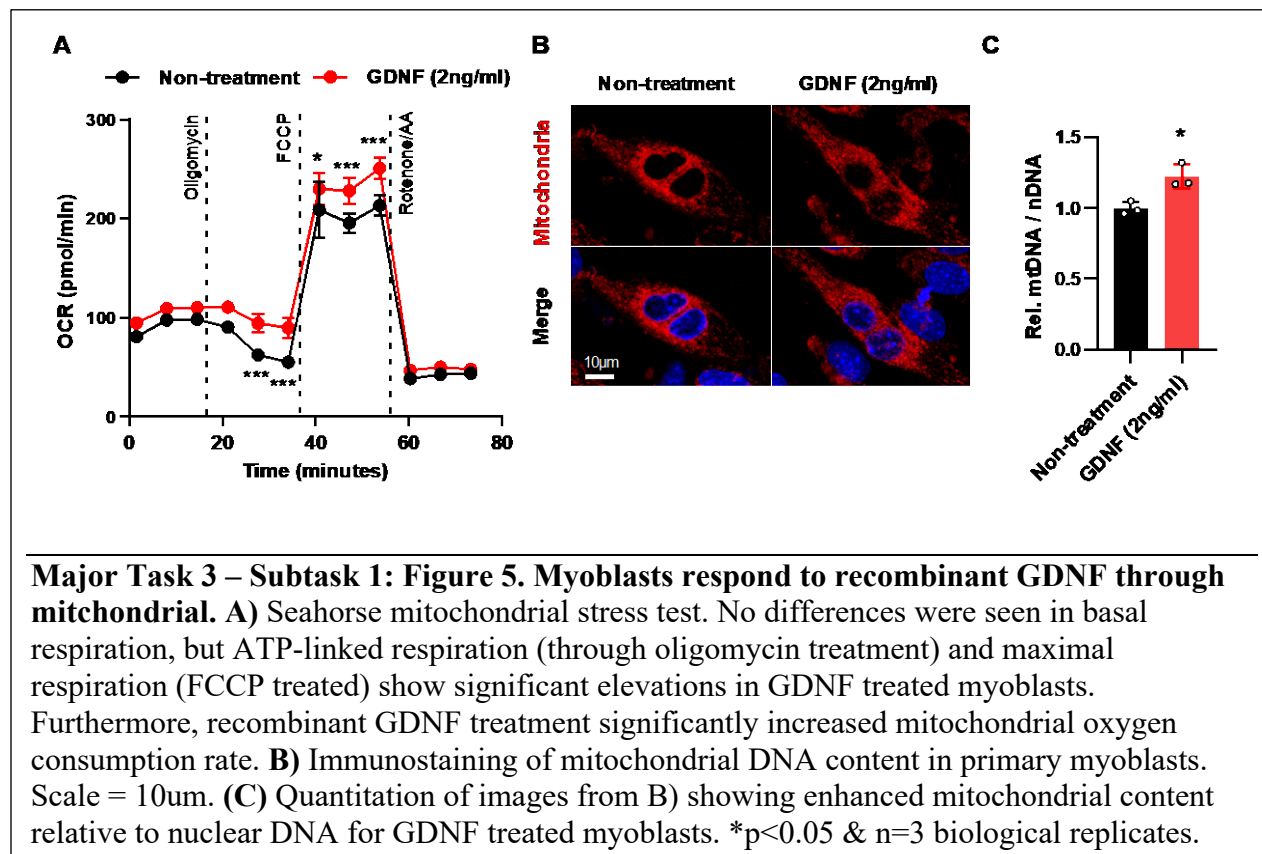 A
B
C
Non-treatment
GDNF (2ng/ml)
Non-treatment
GDNF (2ng/ml)
300
200
100
0
OCR (pmol/min)
Oligomycin
FCCP
Rotenone/AA
*
***
***
***
***
0
20
40
60
80
Time (minutes)
Mitochondria
Merge
10μm
*
1.5
1.0
0.5
0.0
Rel. mtDNA / nDNA
Non-treatment
GDNF (2ng/ml)
Major Task 3 – Subtask 1: Figure 5. Myoblasts respond to recombinant GDNF through
mitchondrial. A) Seahorse mitochondrial stress test. No differences were seen in basal
respiration, but ATP-linked respiration (through oligomycin treatment) and maximal
respiration (FCCP treated) show significant elevations in GDNF treated myoblasts.
Furthermore, recombinant GDNF treatment significantly increased mitochondrial oxygen
consumption rate. B) Immunostaining of mitochondrial DNA content in primary myoblasts.
Scale = 10um. (C) Quantitation of images from B) showing enhanced mitochondrial content
relative to nuclear DNA for GDNF treated myoblasts. *p<0.05 & n=3 biological replicates.